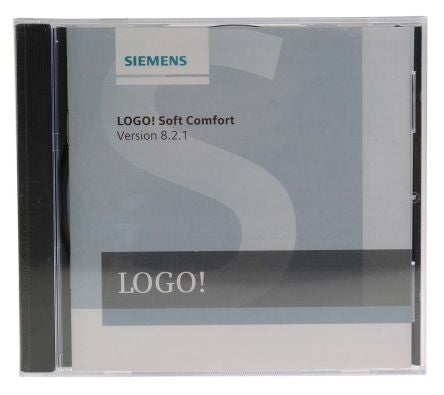 SIEMENS
LOGO! Soft Comfort
Version 8.2.1
LOGO!